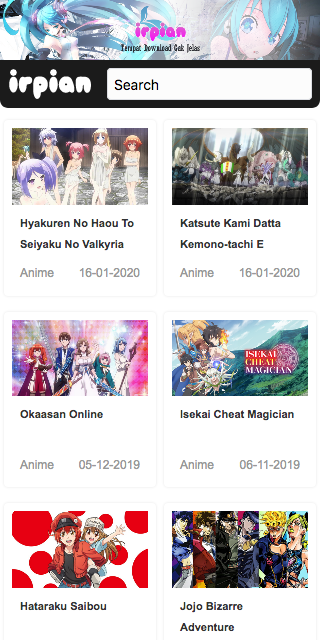 irpian
Tempat Download Gak Jelas
irpian
Search
Hyakuren No Haou To
Seiyaku No Valkyria
Anime 16-01-2020
Katsute Kami Datta
Kemono-tachi E
Anime 16-01-2020
Okaasan Online
Anime 05-12-2019
ISEKAI
CHEAT
MAGICIAN
Isekai Cheat Magician
Anime 06-11-2019
Hataraku Saibou
Jojo Bizarre
Adventure